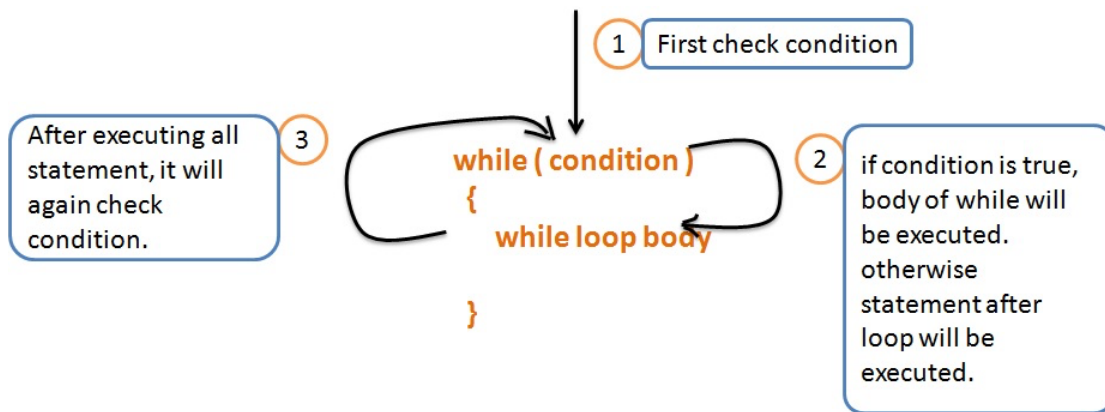 1
First check condition
After executing all
statement, it will
again check
condition.
3
while ( condition )
{
while loop body
}
2
if condition is true,
body of while will
be executed.
otherwise
statement after
loop will be
executed.